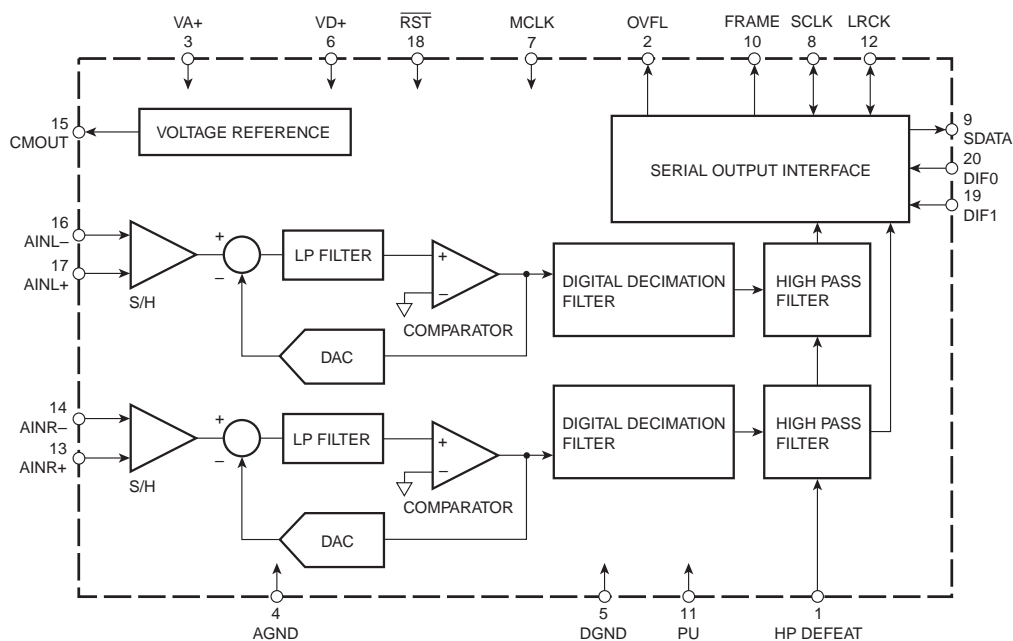 VA+ VD+ RST MCLK OVFL FRAME SCLK LRCK
3 6 18 7 2 10 8 12
15
CMOUT
VOLTAGE REFERENCE
SERIAL OUTPUT INTERFACE
9
SDATA
20
DIF0
19
DIF1
16
AINL–
17
AINL+
S/H
+
–
LP FILTER
+
–
COMPARATOR
DAC
DIGITAL DECIMATION
FILTER
HIGH PASS
FILTER
14
AINR–
13
AINR+
S/H
+
–
LP FILTER
+
–
COMPARATOR
DAC
DIGITAL DECIMATION
FILTER
HIGH PASS
FILTER
4 5 11 1
AGND DGND PU HP DEFEAT